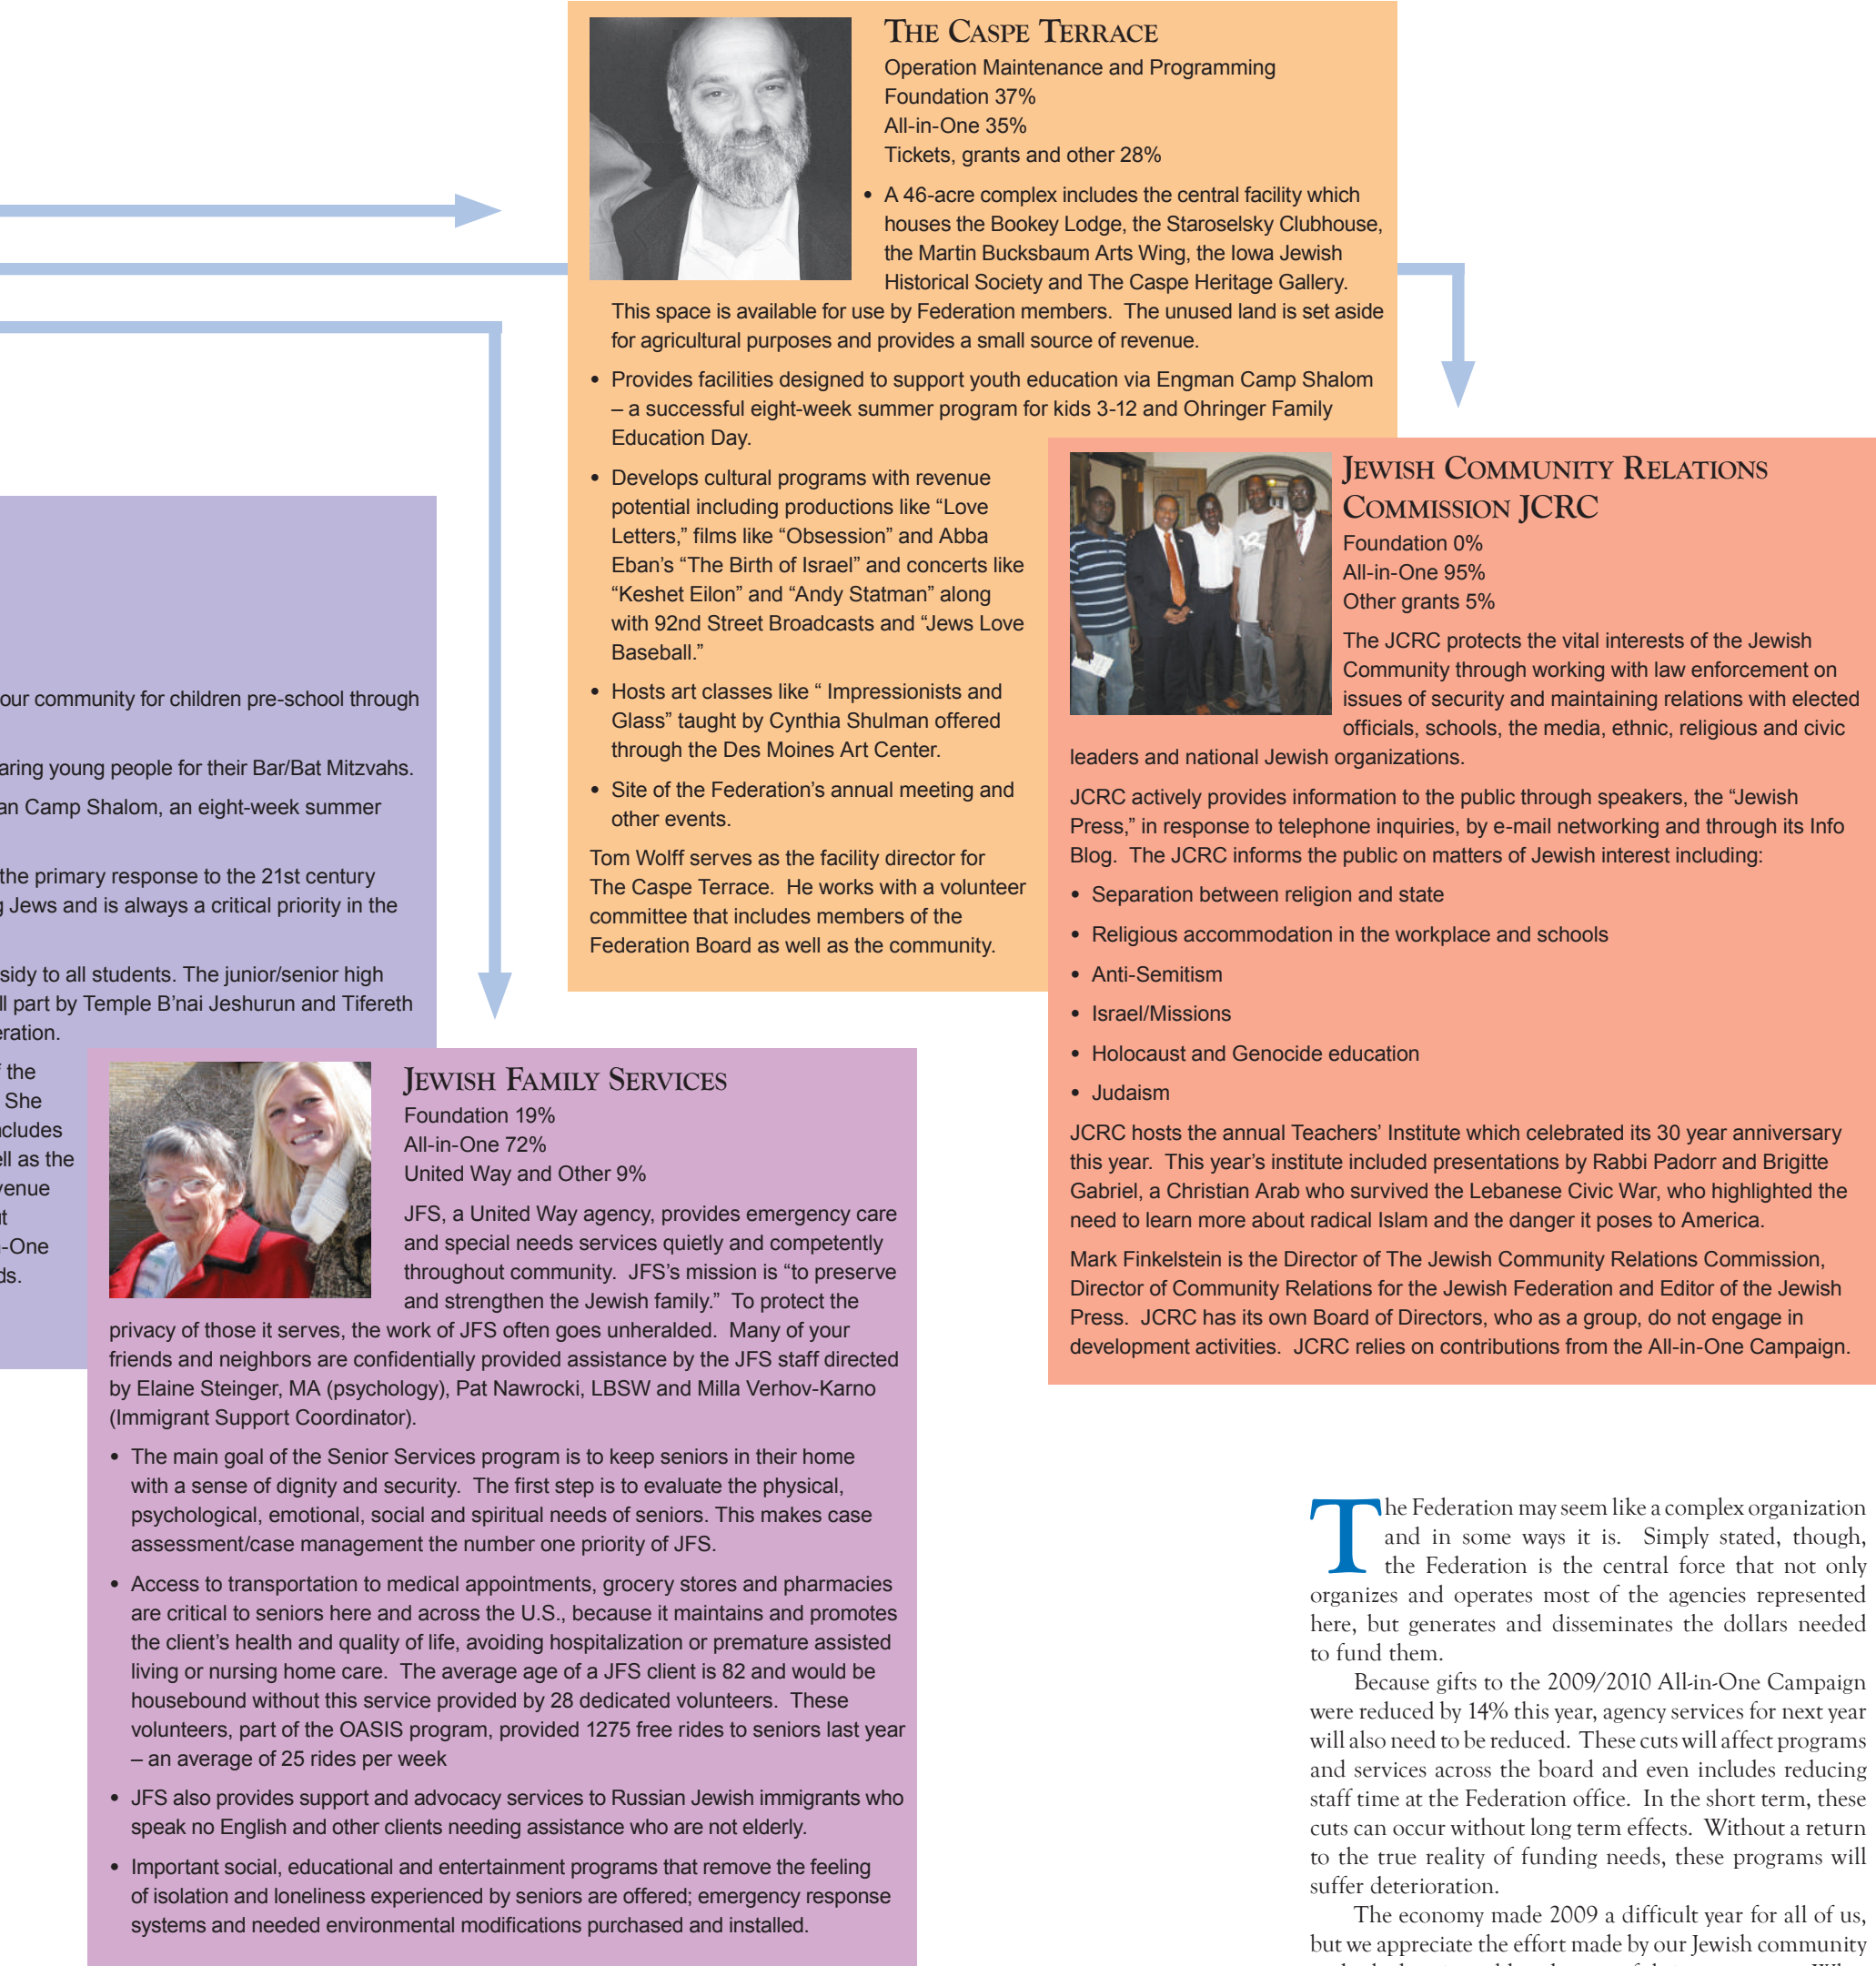 THE CASPE TERRACE
Operation Maintenance and Programming
Foundation 37%
All-in-One 35%
Tickets, grants and other 28%
• A 46-acre complex includes the central facility which
houses the Bookey Lodge, the Staroselsky Clubhouse,
the Martin Bucksbaum Arts Wing, the Iowa Jewish
Historical Society and The Caspe Heritage Gallery.
This space is available for use by Federation members.  The unused land is set aside
for agricultural purposes and provides a small source of revenue.
• Provides facilities designed to support youth education via Engman Camp Shalom
– a successful eight-week summer program for kids 3-12 and Ohringer Family
Education Day.
• Develops cultural programs with revenue
potential including productions like “Love
Letters,” films like “Obsession” and Abba
Eban’s “The Birth of Israel” and concerts like
“Keshet Eilon” and “Andy Statman” along
with 92nd Street Broadcasts and “Jews Love
Baseball.”
• Hosts art classes like “ Impressionists and
Glass” taught by Cynthia Shulman offered
through the Des Moines Art Center.
• Site of the Federation’s annual meeting and
other events.
Tom Wolff serves as the facility director for
The Caspe Terrace.  He works with a volunteer
committee that includes members of the
Federation Board as well as the community.
JEWISH COMMUNITY RELATIONS
COMMISSION JCRC
Foundation 0%
All-in-One 95%
Other grants 5%
The JCRC protects the vital interests of the Jewish
Community through working with law enforcement on
issues of security and maintaining relations with elected
officials, schools, the media, ethnic, religious and civic
leaders and national Jewish organizations.
JCRC actively provides information to the public through speakers, the “Jewish
Press,” in response to telephone inquiries, by e-mail networking and through its Info
Blog.  The JCRC informs the public on matters of Jewish interest including:
• Separation between religion and state
• Religious accommodation in the workplace and schools
• Anti-Semitism
• Israel/Missions
• Holocaust and Genocide education
• Judaism
JCRC hosts the annual Teachers’ Institute which celebrated its 30 year anniversary
this year.  This year’s institute included presentations by Rabbi Padorr and Brigitte
Gabriel, a Christian Arab who survived the Lebanese Civic War, who highlighted the
need to learn more about radical Islam and the danger it poses to America.
Mark Finkelstein is the Director of The Jewish Community Relations Commission,
Director of Community Relations for the Jewish Federation and Editor of the Jewish
Press.  JCRC has its own Board of Directors, who as a group, do not engage in
development activities.  JCRC relies on contributions from the All-in-One Campaign.
our community for children pre-school through
aring young people for their Bar/Bat Mitzvahs.
an Camp Shalom, an eight-week summer
the primary response to the 21st century
g Jews and is always a critical priority in the
sidy to all students. The junior/senior high
ll part by Temple B’nai Jeshurun and Tifereth
eration.
the
She
ncludes
ell as the
venue
-One
ds.
JEWISH FAMILY SERVICES
Foundation 19%
All-in-One 72%
United Way and Other 9%
JFS, a United Way agency, provides emergency care
and special needs services quietly and competently
throughout community.  JFS’s mission is “to preserve
and strengthen the Jewish family.”  To protect the
privacy of those it serves, the work of JFS often goes unheralded.  Many of your
friends and neighbors are confidentially provided assistance by the JFS staff directed
by Elaine Steinger, MA (psychology), Pat Nawrocki, LBSW and Milla Verhov-Karno
(Immigrant Support Coordinator).
• The main goal of the Senior Services program is to keep seniors in their home
with a sense of dignity and security.  The first step is to evaluate the physical,
psychological, emotional, social and spiritual needs of seniors. This makes case
assessment/case management the number one priority of JFS.
• Access to transportation to medical appointments, grocery stores and pharmacies
are critical to seniors here and across the U.S., because it maintains and promotes
the client’s health and quality of life, avoiding hospitalization or premature assisted
living or nursing home care.  The average age of a JFS client is 82 and would be
housebound without this service provided by 28 dedicated volunteers.  These
volunteers, part of the OASIS program, provided 1275 free rides to seniors last year
– an average of 25 rides per week
• JFS also provides support and advocacy services to Russian Jewish immigrants who
speak no English and other clients needing assistance who are not elderly.
• Important social, educational and entertainment programs that remove the feeling
of isolation and loneliness experienced by seniors are offered; emergency response
systems and needed environmental modifications purchased and installed.
The Federation may seem like a complex organization
and in some ways it is.  Simply stated, though,
the Federation is the central force that not only
organizes and operates most of the agencies represented
here, but generates and disseminates the dollars needed
to fund them.
Because gifts to the 2009/2010 All-in-One Campaign
were reduced by 14% this year, agency services for next year
will also need to be reduced.  These cuts will affect programs
and services across the board and even includes reducing
staff time at the Federation office.  In the short term, these
cuts can occur without long term effects.  Without a return
to the true reality of funding needs, these programs will
suffer deterioration.
The economy made 2009 a difficult year for all of us,
but we appreciate the effort made by our Jewish community